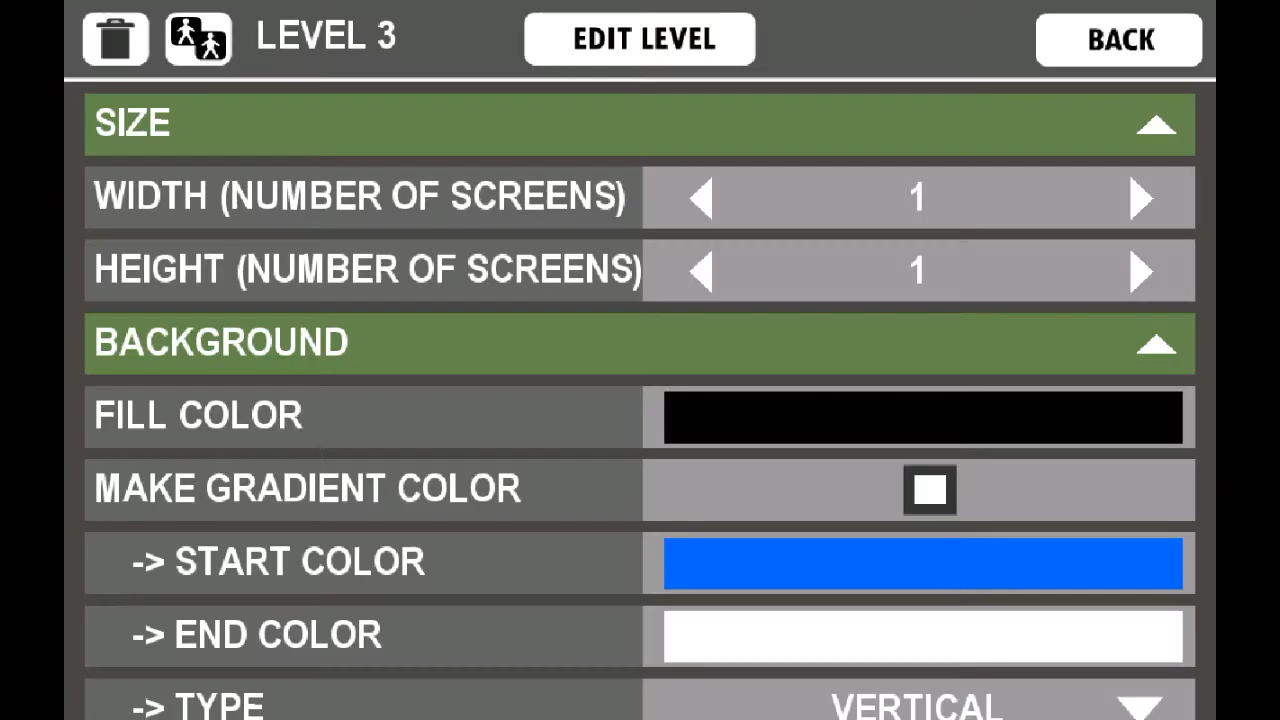 LEVEL 3
EDIT LEVEL
BACK
SIZE
WIDTH (NUMBER OF SCREENS)
1
HEIGHT (NUMBER OF SCREENS)
1
BACKGROUND
FILL COLOR
MAKE GRADIENT COLOR
-> START COLOR
-> END COLOR
-> TYPE
VERTICAL